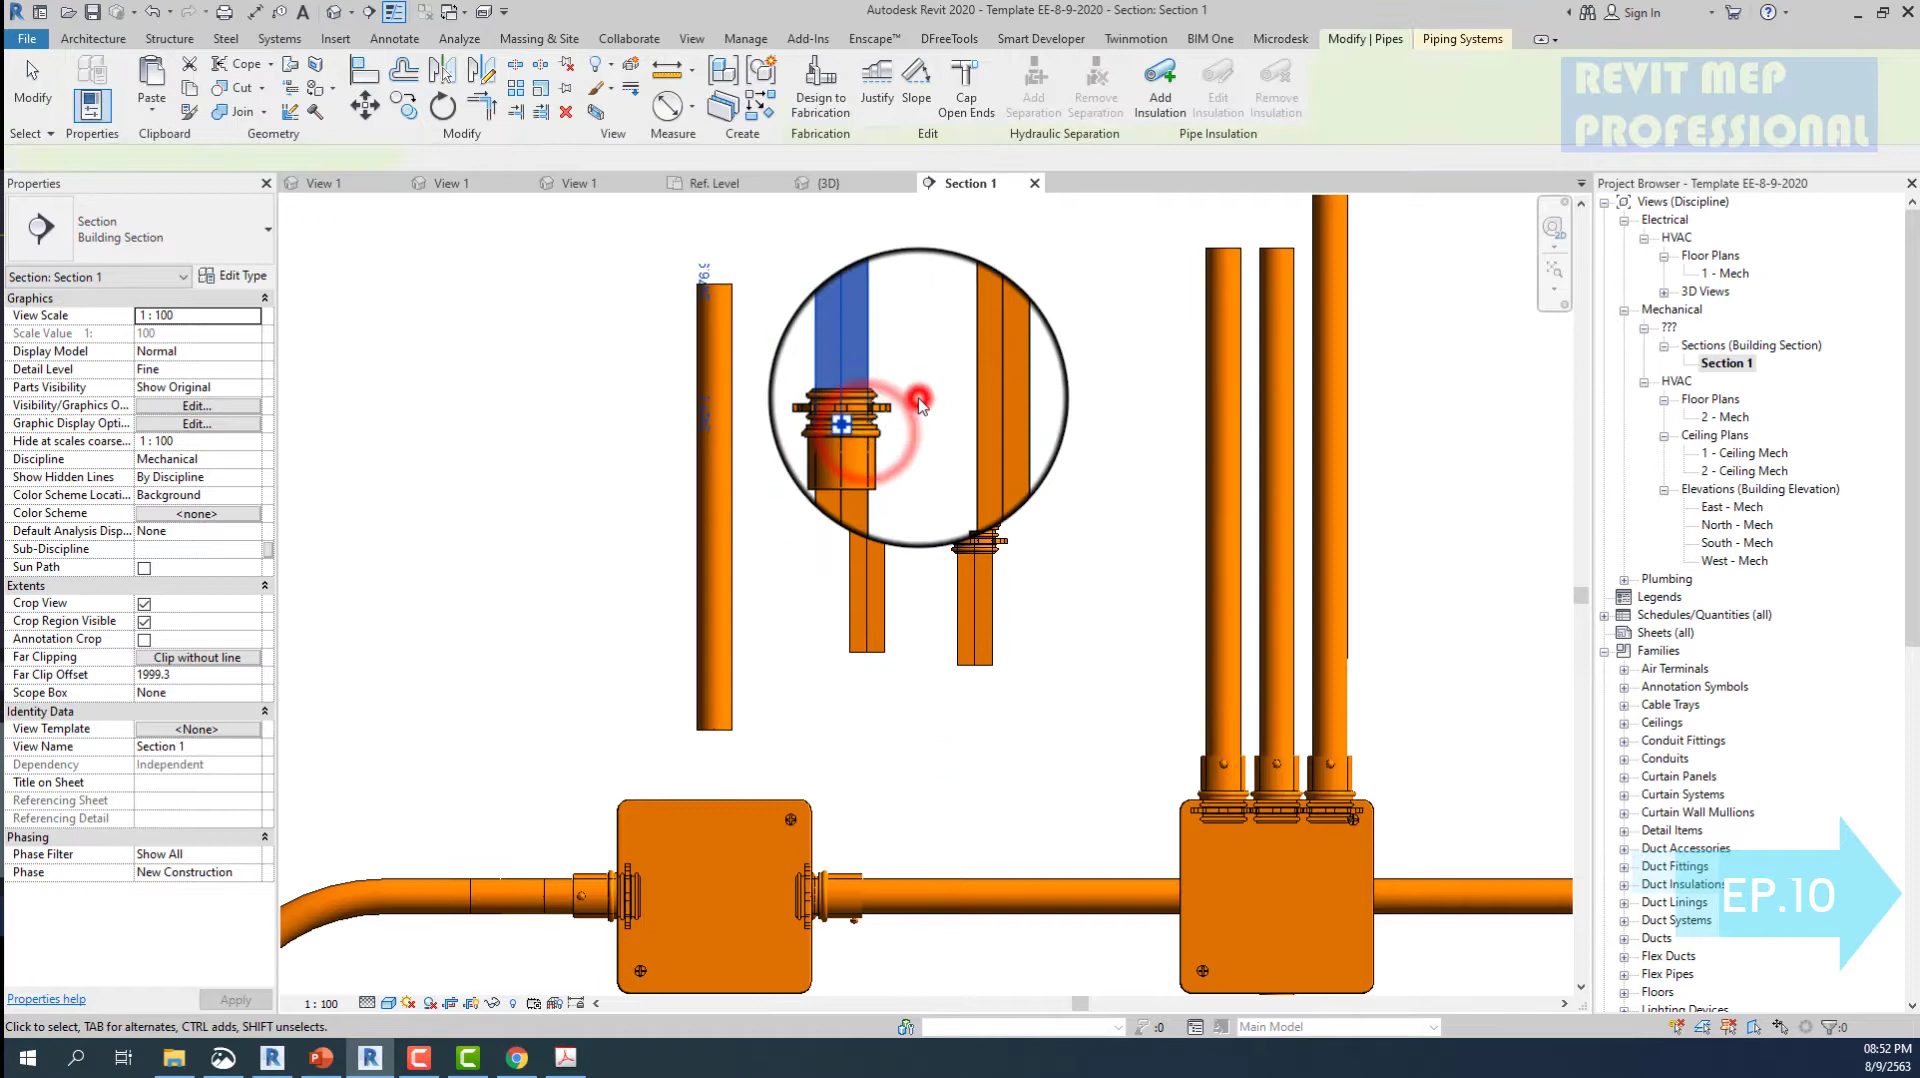 Autodesk Revit 2020 - Template EE-8-9-2020 - Section: Section 1
Sign In
File Architecture Structure Steel Systems Insert Annotate Analyze Massing & Site Collaborate View Manage Add-Ins Enscape™ DFreeTools Smart Developer Twinmotion BIM One Microdesk Modify | Pipes Piping Systems
Modify
Paste
Cope
Cut
Join
Design to Fabrication
Justify
Slope
Cap Open Ends
Add Separation
Remove Separation
Add Insulation
Edit Insulation
Remove Insulation
Select Properties Clipboard Geometry Modify View Measure Create Fabrication Edit Hydraulic Separation Pipe Insulation
REVIT MEP
PROFESSIONAL
Properties
View 1 View 1 View 1 Ref. Level {3D} Section 1
Section
Building Section
Section: Section 1 Edit Type
Graphics
View Scale 1 : 100
Scale Value 1: 100
Display Model Normal
Detail Level Fine
Parts Visibility Show Original
Visibility/Graphics O... Edit...
Graphic Display Opti... Edit...
Hide at scales coarse... 1 : 100
Discipline Mechanical
Show Hidden Lines By Discipline
Color Scheme Locati... Background
Color Scheme <none>
Default Analysis Disp... None
Sub-Discipline
Sun Path
Extents
Crop View
Crop Region Visible
Annotation Crop
Far Clipping Clip without line
Far Clip Offset 1999.3
Scope Box None
Identity Data
View Template <None>
View Name Section 1
Dependency Independent
Title on Sheet
Referencing Sheet
Referencing Detail
Phasing
Phase Filter Show All
Phase New Construction
Properties help Apply
1 : 100
Project Browser - Template EE-8-9-2020
Views (Discipline)
Electrical
HVAC
Floor Plans
1 - Mech
3D Views
Mechanical
???
Sections (Building Section)
Section 1
HVAC
Floor Plans
2 - Mech
Ceiling Plans
1 - Ceiling Mech
2 - Ceiling Mech
Elevations (Building Elevation)
East - Mech
North - Mech
South - Mech
West - Mech
Plumbing
Legends
Schedules/Quantities (all)
Sheets (all)
Families
Air Terminals
Annotation Symbols
Cable Trays
Ceilings
Conduit Fittings
Conduits
Curtain Panels
Curtain Systems
Curtain Wall Mullions
Detail Items
Duct Accessories
Duct Fittings
Duct Insulations
Duct Linings
Duct Systems
Ducts
Flex Ducts
Flex Pipes
Floors
Lighting Devices
EP.10
Click to select, TAB for alternates, CTRL adds, SHIFT unselects.
:0
Main Model
:0
08:52 PM
8/9/2563